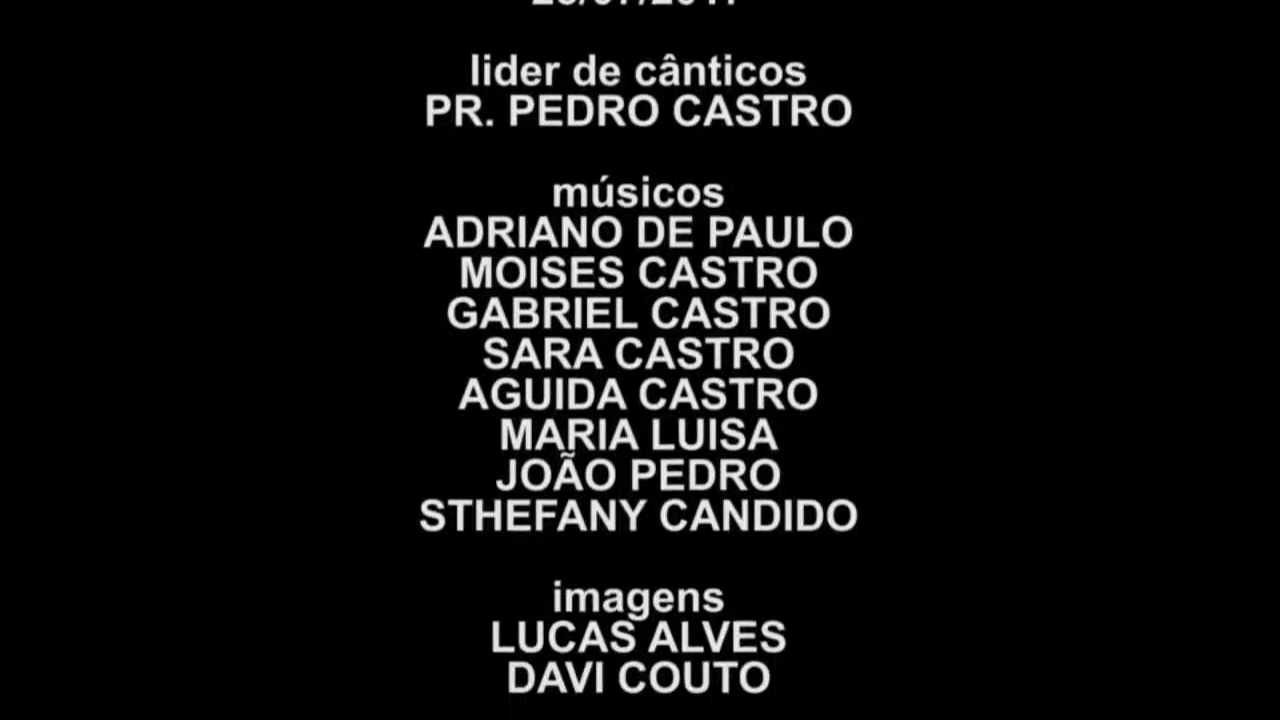 lider de cânticos
PR. PEDRO CASTRO
músicos
ADRIANO DE PAULO
MOISES CASTRO
GABRIEL CASTRO
SARA CASTRO
AGUIDA CASTRO
MARIA LUISA
JOÃO PEDRO
STHEFANY CANDIDO
imagens
LUCAS ALVES
DAVI COUTO